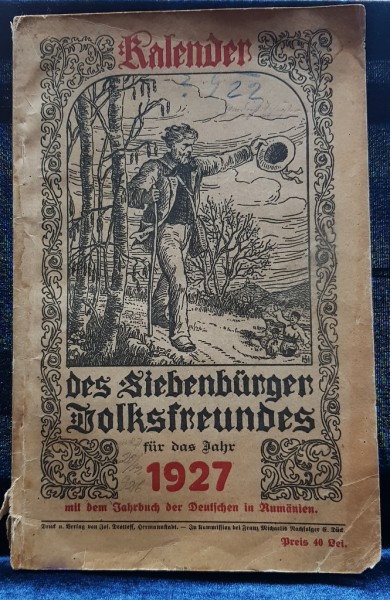 Kalender
des Siebenbürger
Volksfreundes
für das Jahr
1927
mit dem Jahrbuch der Deutschen in Rumänien.
Druck u. Verlag von Jos. Drotleff, Hermannstadt. — In Kommission bei Franz Michaelis Nachfolger G.
Preis 40 Lei.